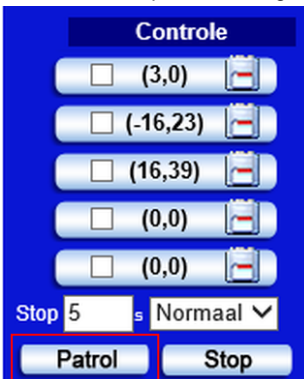 Controle
(3,0)
(-16,23)
(16,39)
(0,0)
(0,0)
Stop 5 s Normaal
Patrol Stop